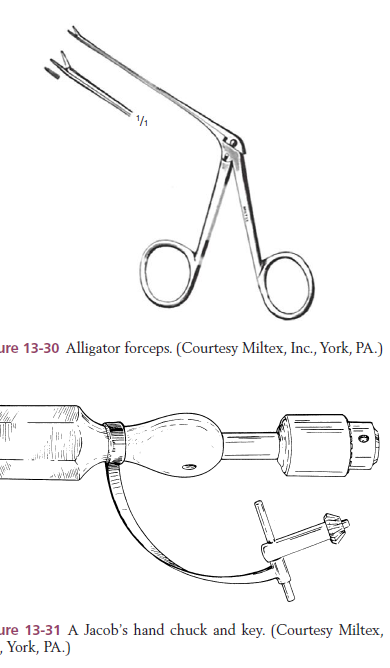 1/1
ure 13-30 Alligator forceps. (Courtesy Miltex, Inc., York, PA.)
ure 13-31 A Jacob's hand chuck and key. (Courtesy Miltex,
, York, PA.)